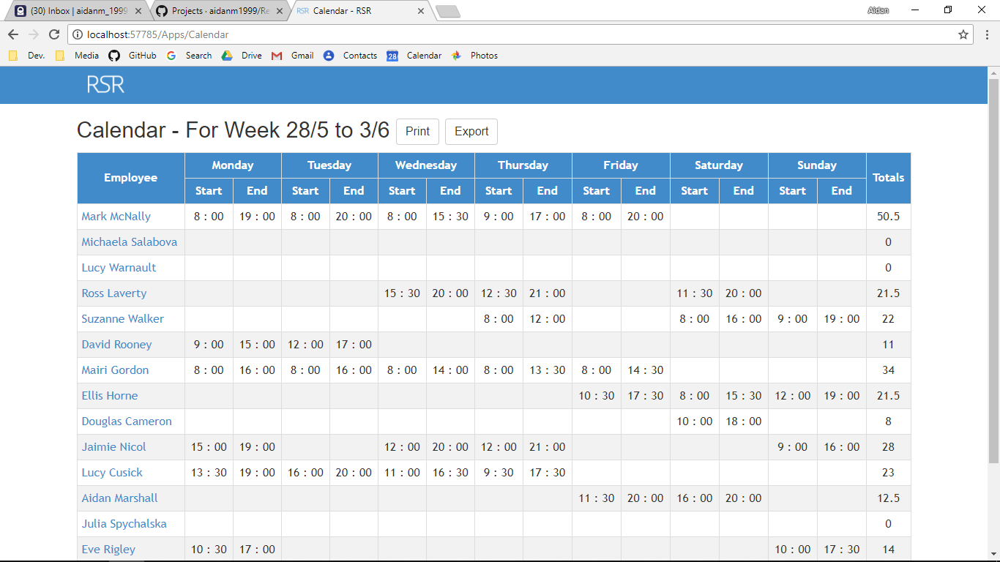 (30) Inbox | aidanm_1999 Projects · aidanm1999/Re RSR Calendar - RSR Aidan
localhost:57785/Apps/Calendar
Dev. Media GitHub Search Drive Gmail 28 Calendar Contacts Photos
RSR
Calendar - For Week 28/5 to 3/6 Print Export
Employee Monday Tuesday Wednesday Thursday Friday Saturday Sunday Totals
Start End Start End Start End Start End Start End Start End Start End
Mark McNally 8 : 00 19 : 00 8 : 00 20 : 00 8 : 00 15 : 30 9 : 00 17 : 00 8 : 00 20 : 00 50.5
Michaela Salabova 0
Lucy Warnault 0
Ross Laverty 15 : 30 20 : 00 12 : 30 21 : 00 11 : 30 20 : 00 21.5
Suzanne Walker 8 : 00 12 : 00 8 : 00 16 : 00 9 : 00 19 : 00 22
David Rooney 9 : 00 15 : 00 12 : 00 17 : 00 11
Mairi Gordon 8 : 00 16 : 00 8 : 00 16 : 00 8 : 00 14 : 00 8 : 00 13 : 30 8 : 00 14 : 30 34
Ellis Horne 10 : 30 17 : 30 8 : 00 15 : 30 12 : 00 19 : 00 21.5
Douglas Cameron 10 : 00 18 : 00 8
Jaimie Nicol 15 : 00 19 : 00 12 : 00 20 : 00 12 : 00 21 : 00 9 : 00 16 : 00 28
Lucy Cusick 13 : 30 19 : 00 16 : 00 20 : 00 11 : 00 16 : 30 9 : 30 17 : 30 23
Aidan Marshall 11 : 30 20 : 00 16 : 00 20 : 00 12.5
Julia Spychalska 0
Eve Rigley 10 : 30 17 : 00 10 : 00 17 : 30 14